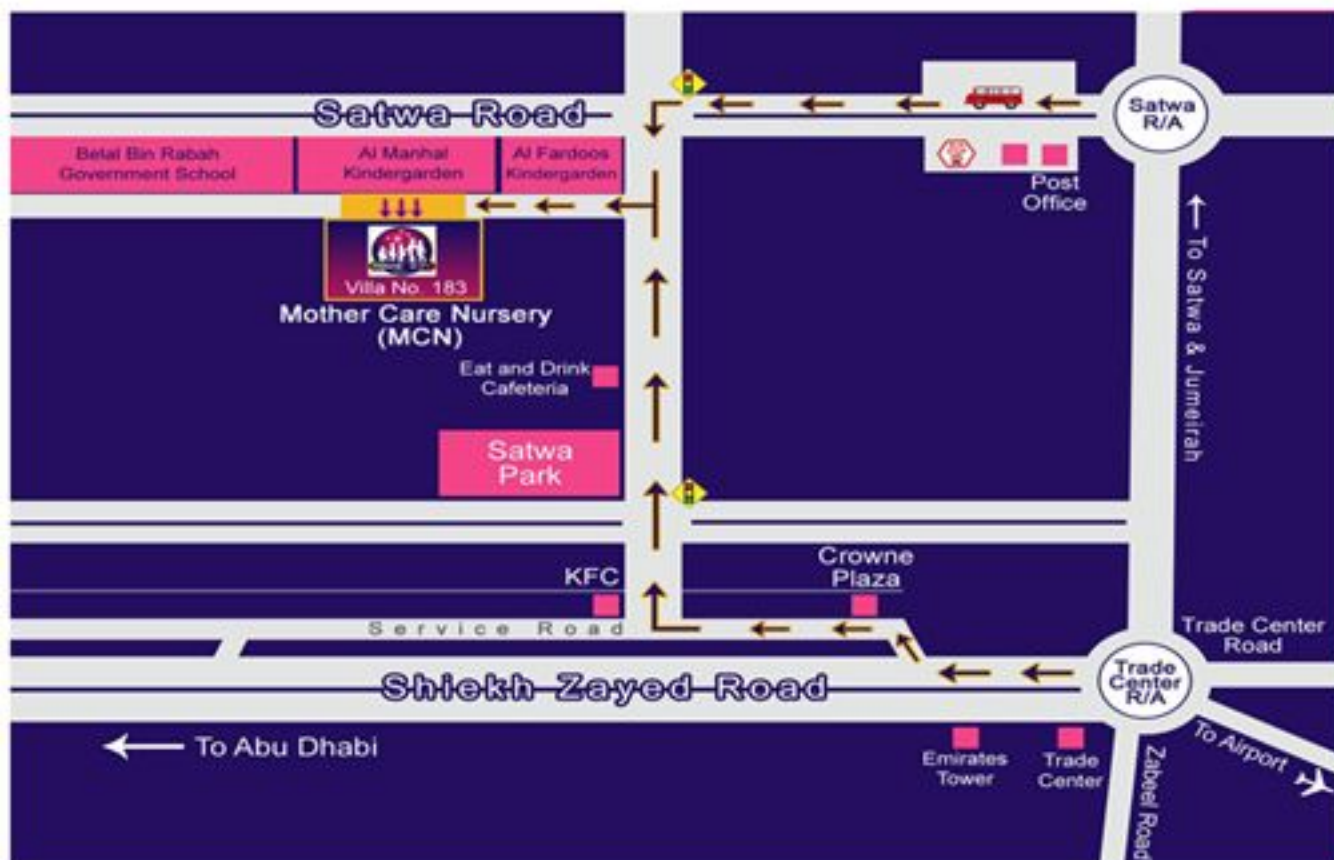 Satwa Road
Satwa
R/A
Belal Bin Rabah
Government School
Al Manhal
Kindergarden
Al Fardoos
Kindergarden
Post
Office
To Satwa & Jumeirah
Villa No. 183
Mother Care Nursery
(MCN)
Eat and Drink
Cafeteria
Satwa
Park
KFC
Crowne
Plaza
Service Road
Trade Center
Road
Shiekh Zayed Road
Trade
Center
R/A
To Abu Dhabi
Emirates
Tower
Trade
Center
Zabeel Road
To Airport